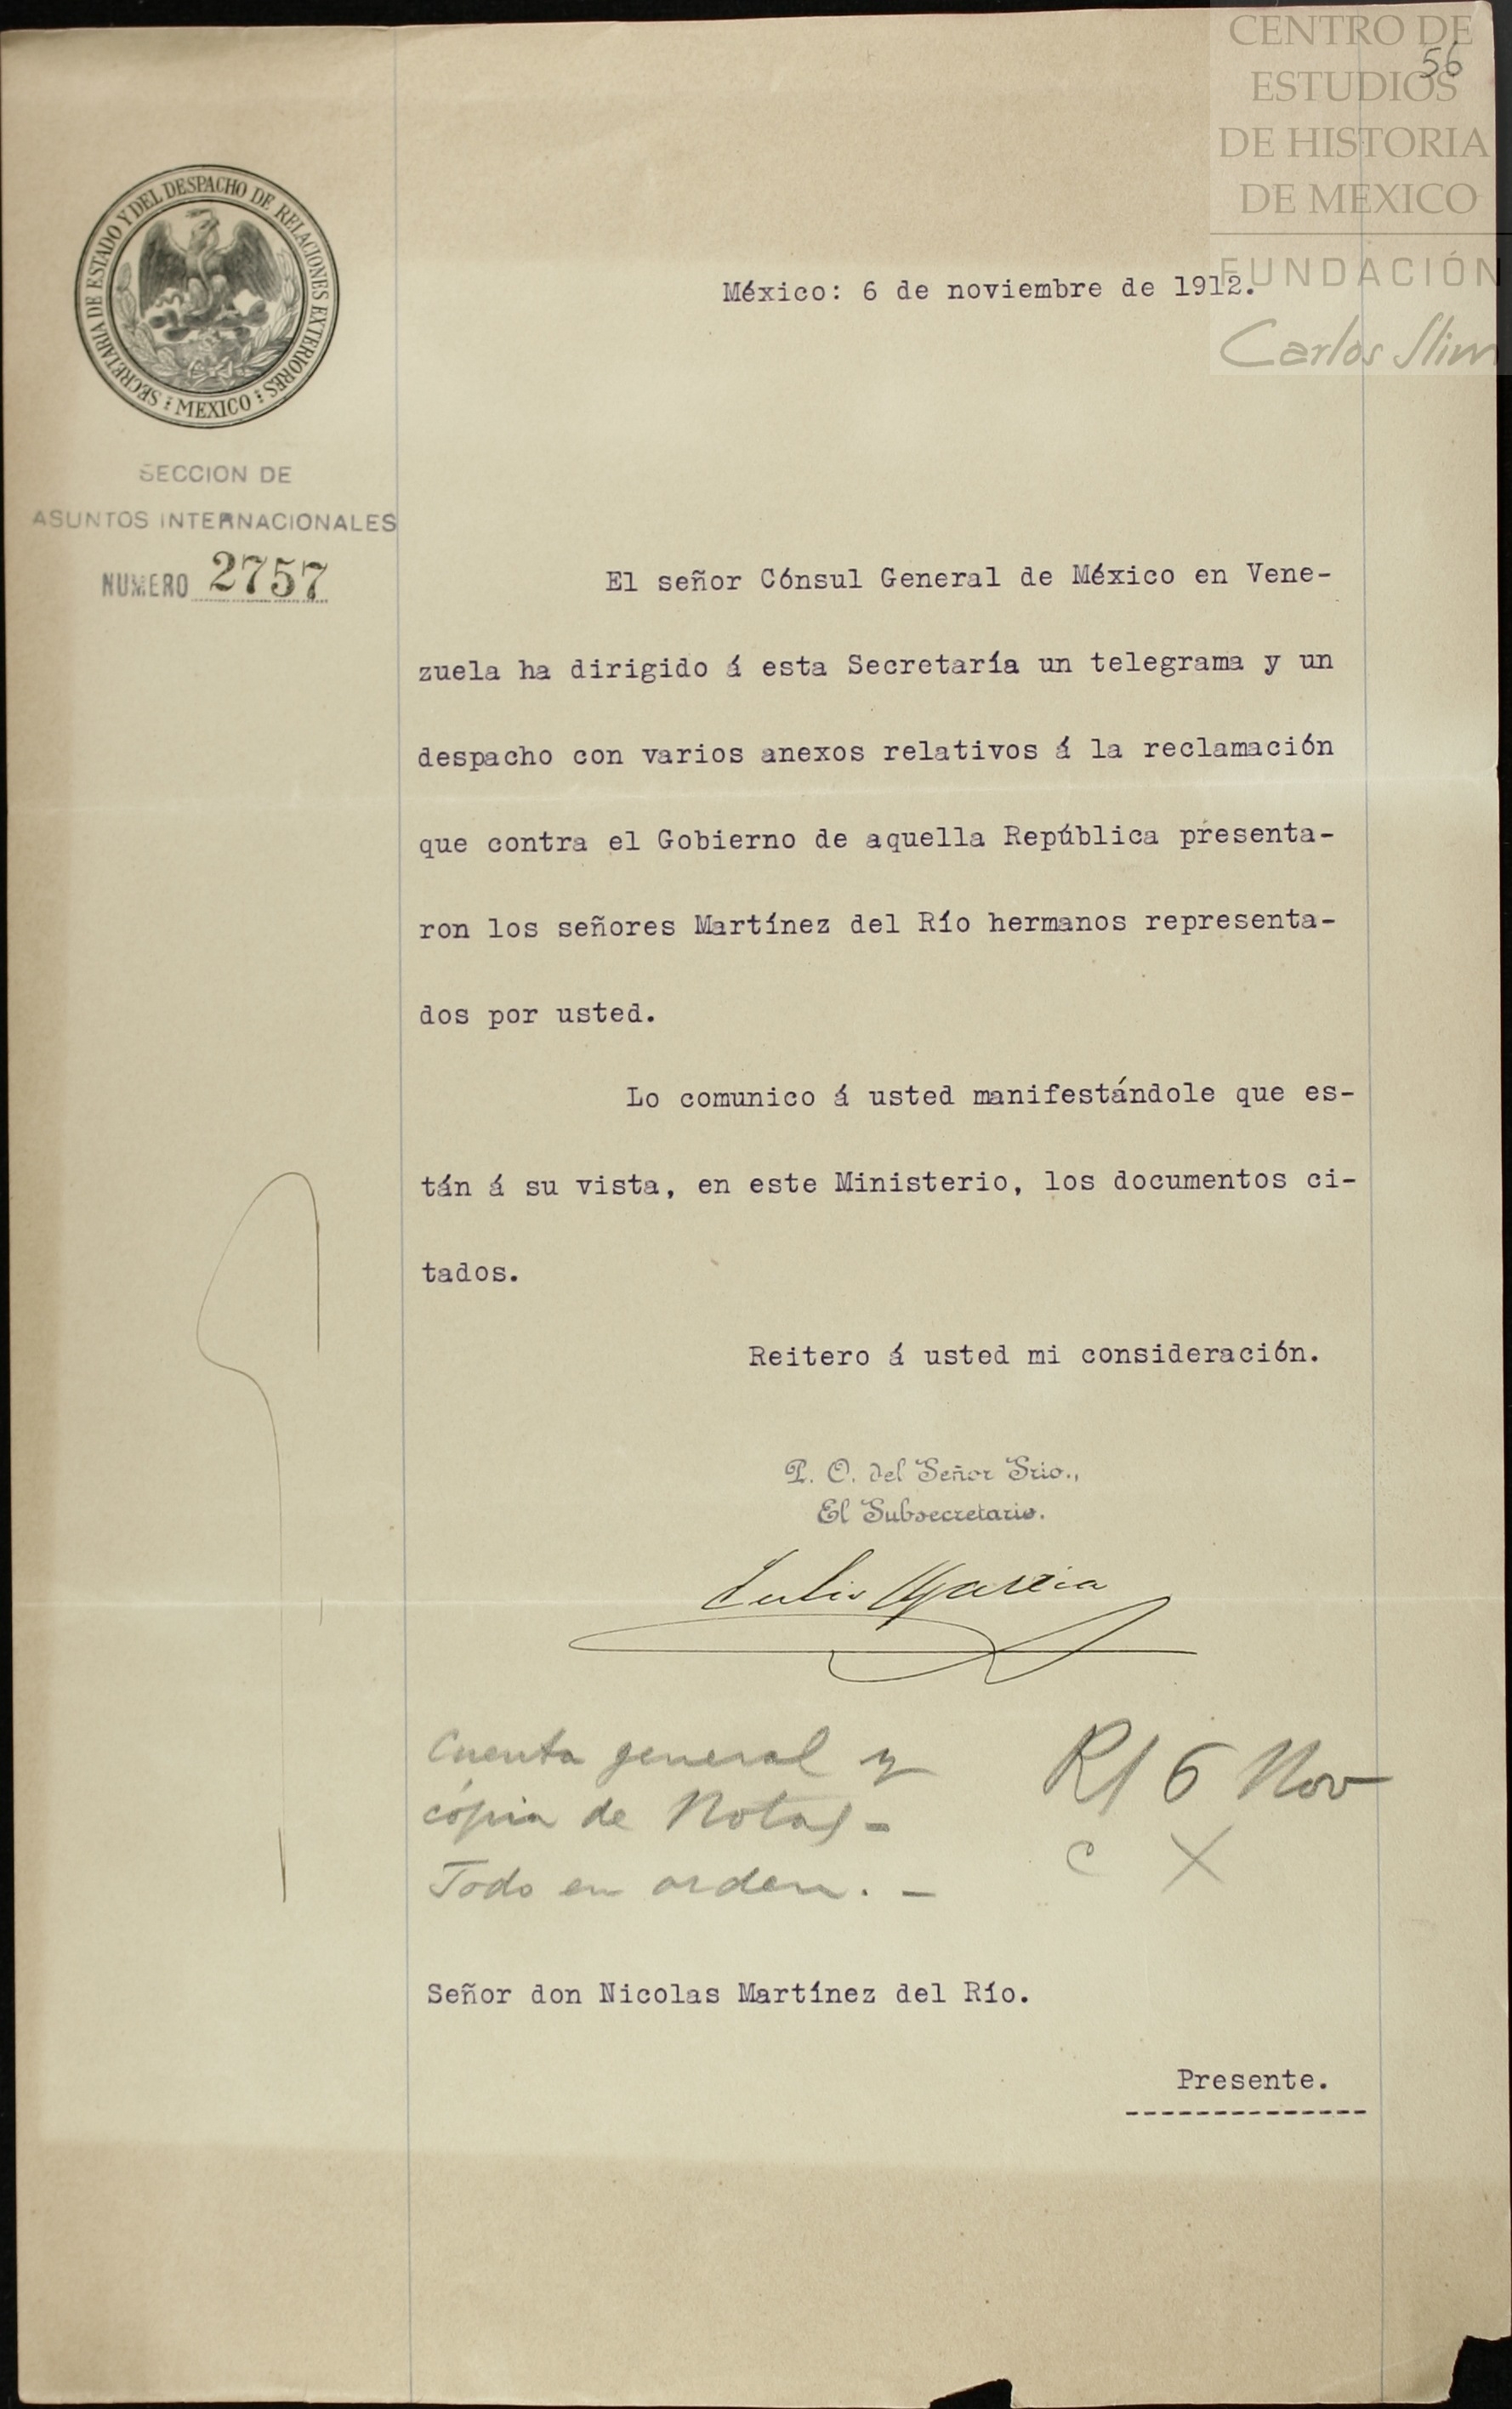 CENTRO DE
ESTUDIOS
DE HISTORIA
DE MEXICO
FUNDACIÓN
Carlos Slim
56
SECRETARIA DE ESTADO Y DEL DESPACHO DE RELACIONES EXTERIORES
MEXICO
SECCION DE
ASUNTOS INTERNACIONALES
NUMERO 2757
México: 6 de noviembre de 1912.
El señor Cónsul General de México en Vene-
zuela ha dirigido á esta Secretaría un telegrama y un
despacho con varios anexos relativos á la reclamación
que contra el Gobierno de aquella República presenta-
ron los señores Martínez del Río hermanos representa-
dos por usted.
Lo comunico á usted manifestándole que es-
tán á su vista, en este Ministerio, los documentos ci-
tados.
Reitero á usted mi consideración.
P. O. del Señor Srio.,
El Subsecretario.
Julio Garcia
Cuenta general y
copia de Notas -
Todo en orden. -
R/ 6 Nov
c X
Señor don Nicolas Martínez del Río.
Presente.
--------------